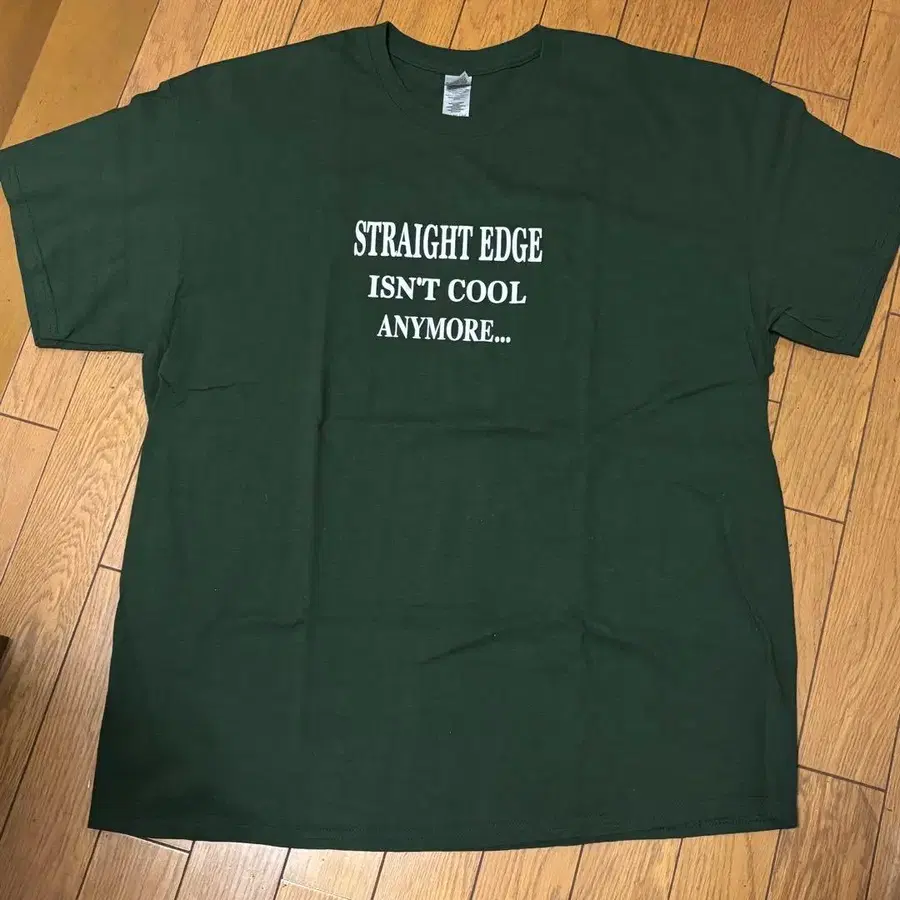 STRAIGHT EDGE
ISN'T COOL
ANYMORE...